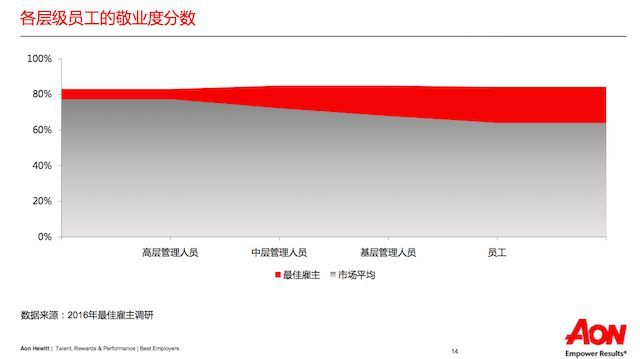 各层级员工的敬业度分数
100%
80%
60%
40%
20%
0%
高层管理人员 中层管理人员 基层管理人员 员工
最佳雇主 市场平均
数据来源：2016年最佳雇主调研
Aon Hewitt | Talent, Rewards & Performance | Best Employers
14
AON
Empower Results®